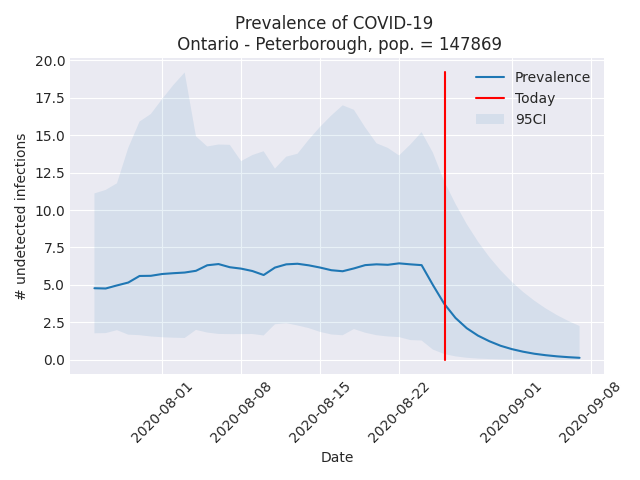 Prevalence of COVID-19
Ontario - Peterborough, pop. = 147869
20.0
17.5
15.0
12.5
10.0
7.5
5.0
2.5
0.0
# undetected infections
Prevalence
Today
95CI
2020-08-01
2020-08-08
2020-08-15
2020-08-22
2020-09-01
2020-09-08
Date